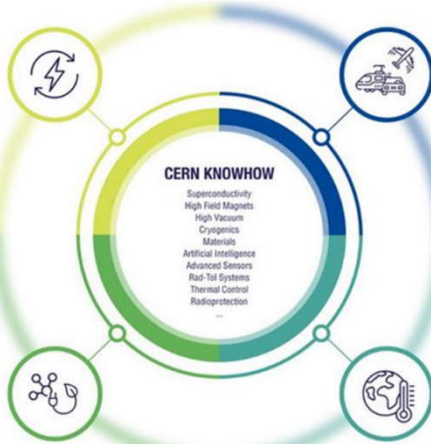 CERN KNOWHOW
Superconductivity
High Field Magnets
High Vacuum
Cryogenics
Materials
Artificial Intelligence
Advanced Sensors
Rad-Tol Systems
Thermal Control
Radioprotection
...